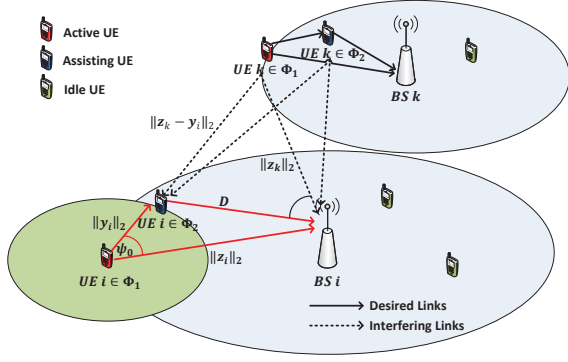 Active UE
Assisting UE
Idle UE
UE k ∈ Φ₁
UE k ∈ Φ₂
BS k
‖z_k − y_i‖₂
‖z_k‖₂
D
‖y_i‖₂
UE i ∈ Φ₂
ψ₀
‖z_i‖₂
UE i ∈ Φ₁
BS i
Desired Links
Interfering Links